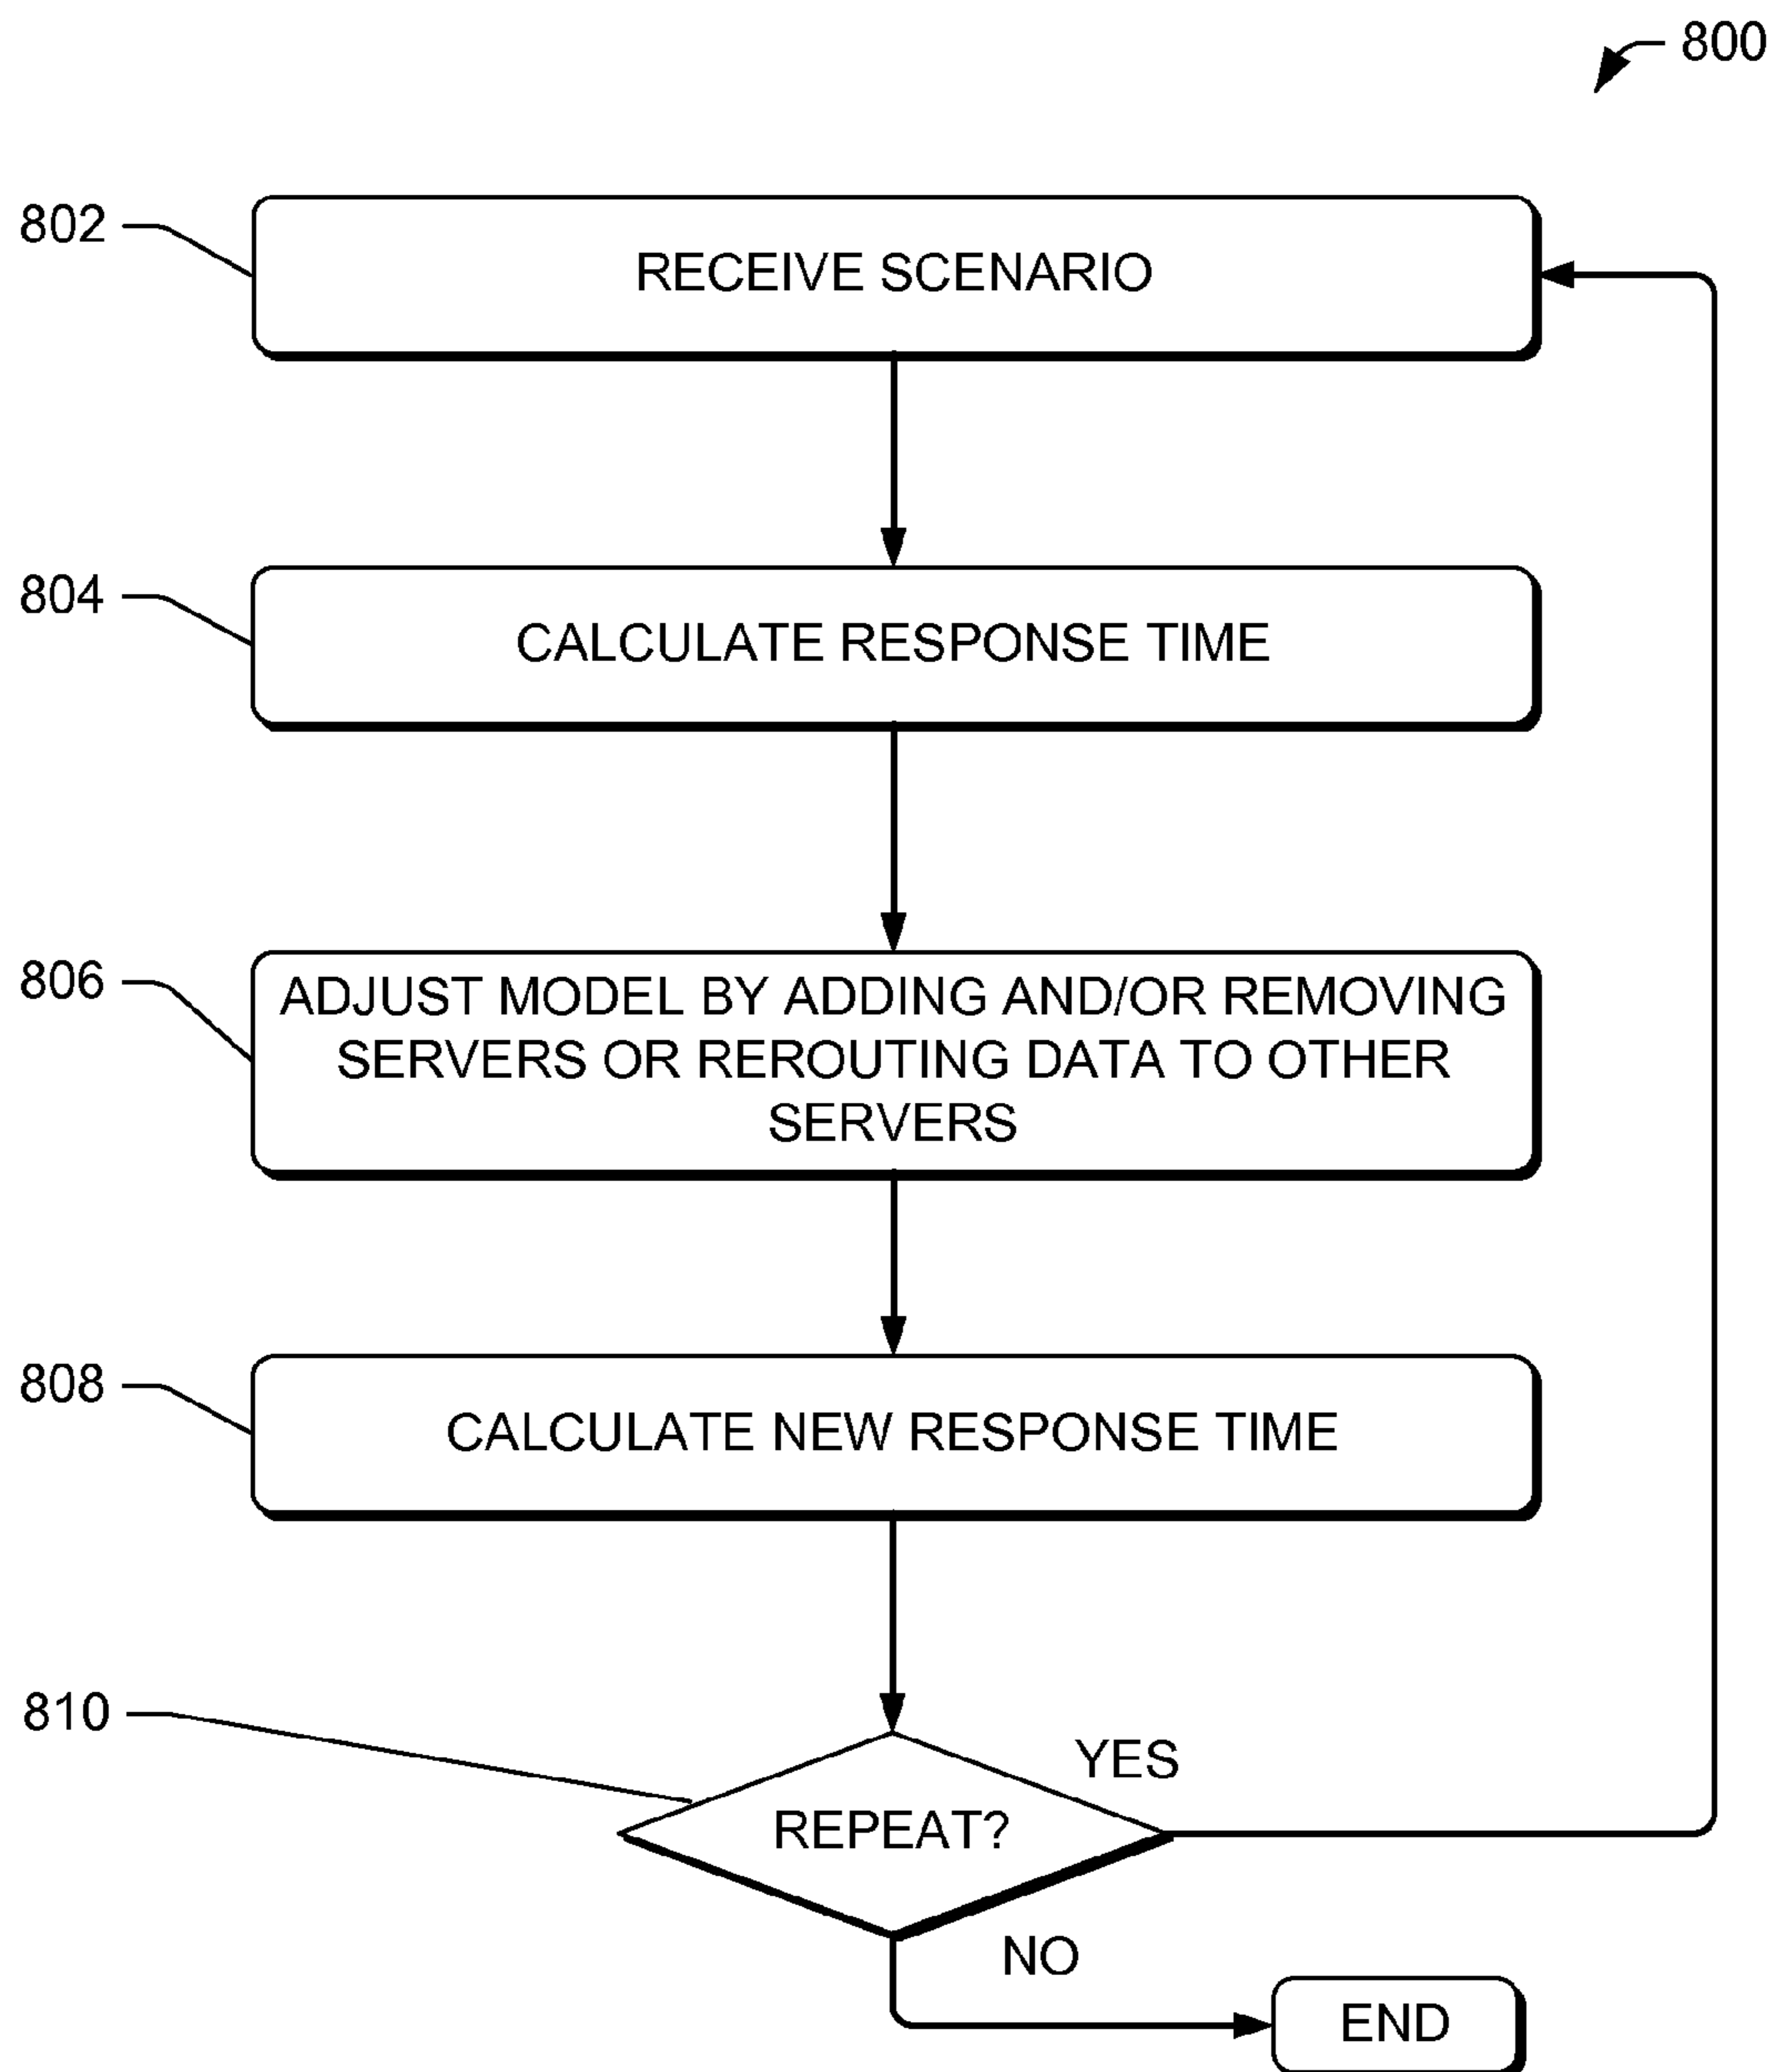 800
802
RECEIVE SCENARIO
804
CALCULATE RESPONSE TIME
806
ADJUST MODEL BY ADDING AND/OR REMOVING
SERVERS OR REROUTING DATA TO OTHER
SERVERS
808
CALCULATE NEW RESPONSE TIME
810
YES
REPEAT?
NO
END